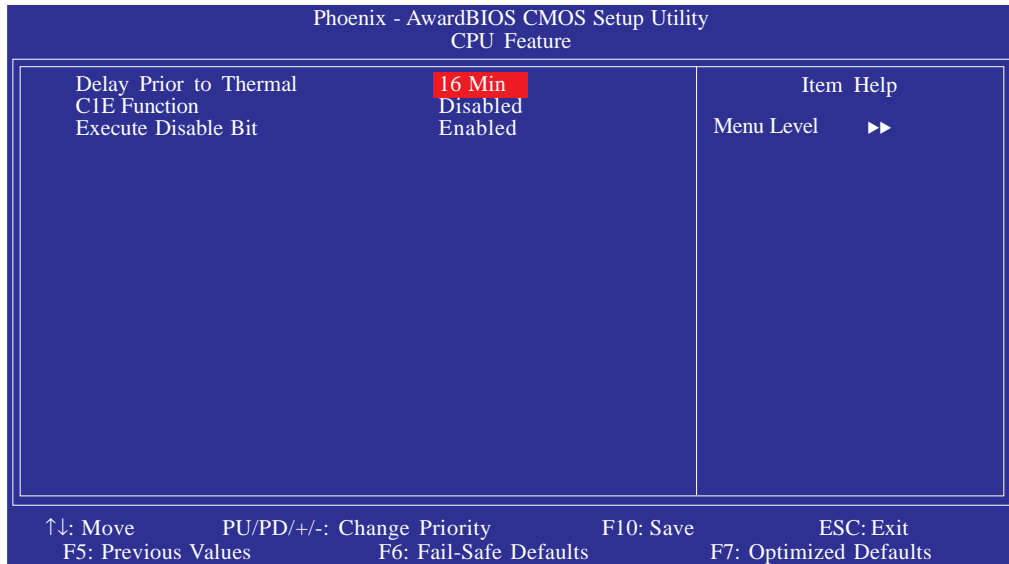 Phoenix - AwardBIOS CMOS Setup Utility
CPU Feature
Delay Prior to Thermal 16 Min
C1E Function Disabled
Execute Disable Bit Enabled
Item Help
Menu Level ▶▶
↑↓: Move PU/PD/+/-: Change Priority F10: Save ESC: Exit
F5: Previous Values F6: Fail-Safe Defaults F7: Optimized Defaults